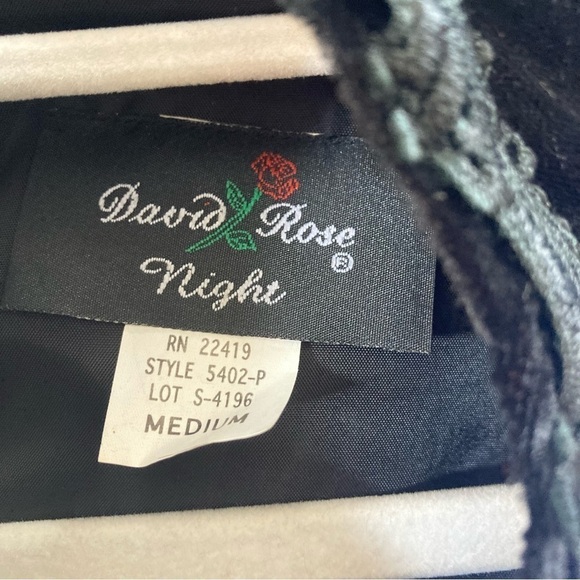 David Rose ®
Night
RN 22419
STYLE 5402-P
LOT S-4196
MEDIUM